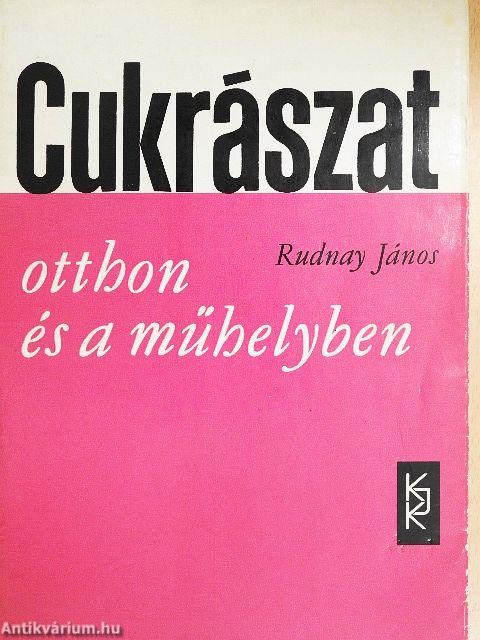 Cukrászat
Rudnay János
otthon
és a műhelyben
KJK
Antikvárium.hu